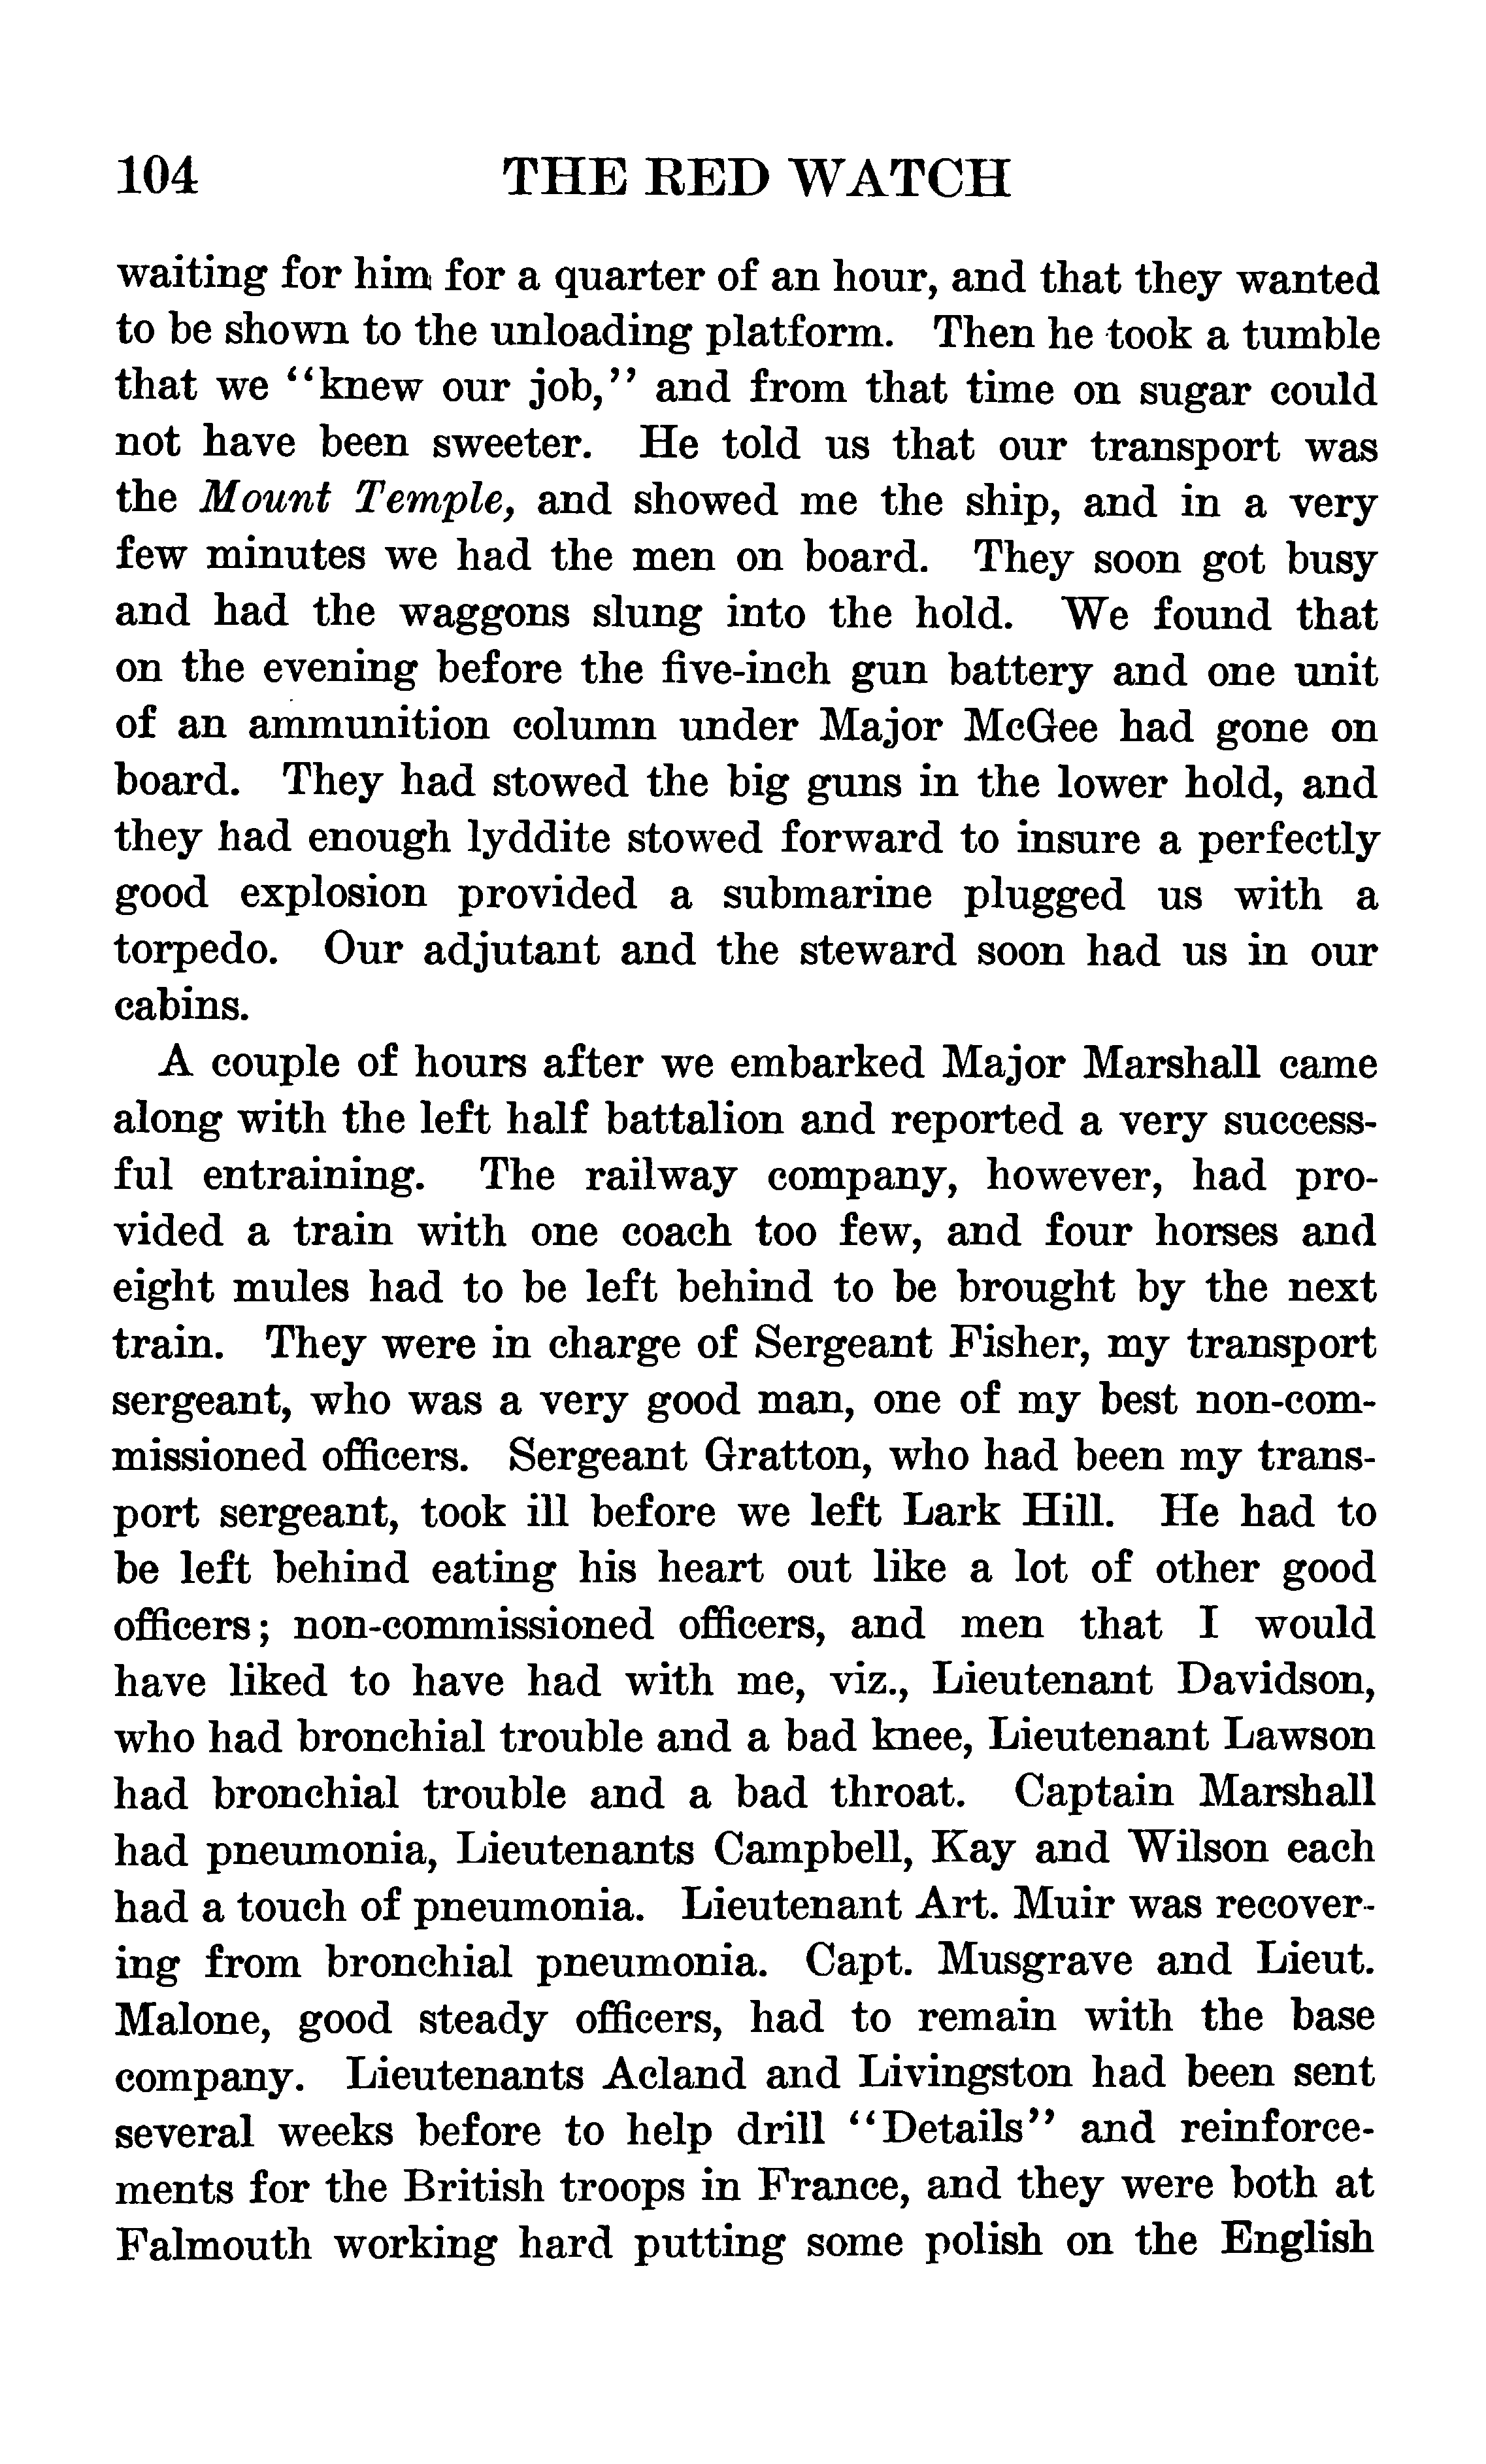 104 THE RED WATCH
waiting for him for a quarter of an hour, and that they wanted
to be shown to the unloading platform. Then he took a tumble
that we “knew our job,” and from that time on sugar could
not have been sweeter. He told us that our transport was
the Mount Temple, and showed me the ship, and in a very
few minutes we had the men on board. They soon got busy
and had the waggons slung into the hold. We found that
on the evening before the five-inch gun battery and one unit
of an ammunition column under Major McGee had gone on
board. They had stowed the big guns in the lower hold, and
they had enough lyddite stowed forward to insure a perfectly
good explosion provided a submarine plugged us with a
torpedo. Our adjutant and the steward soon had us in our
cabins.
A couple of hours after we embarked Major Marshall came
along with the left half battalion and reported a very success-
ful entraining. The railway company, however, had pro-
vided a train with one coach too few, and four horses and
eight mules had to be left behind to be brought by the next
train. They were in charge of Sergeant Fisher, my transport
sergeant, who was a very good man, one of my best non-com-
missioned officers. Sergeant Gratton, who had been my trans-
port sergeant, took ill before we left Lark Hill. He had to
be left behind eating his heart out like a lot of other good
officers; non-commissioned officers, and men that I would
have liked to have had with me, viz., Lieutenant Davidson,
who had bronchial trouble and a bad knee, Lieutenant Lawson
had bronchial trouble and a bad throat. Captain Marshall
had pneumonia, Lieutenants Campbell, Kay and Wilson each
had a touch of pneumonia. Lieutenant Art. Muir was recover-
ing from bronchial pneumonia. Capt. Musgrave and Lieut.
Malone, good steady officers, had to remain with the base
company. Lieutenants Acland and Livingston had been sent
several weeks before to help drill “Details” and reinforce-
ments for the British troops in France, and they were both at
Falmouth working hard putting some polish on the English